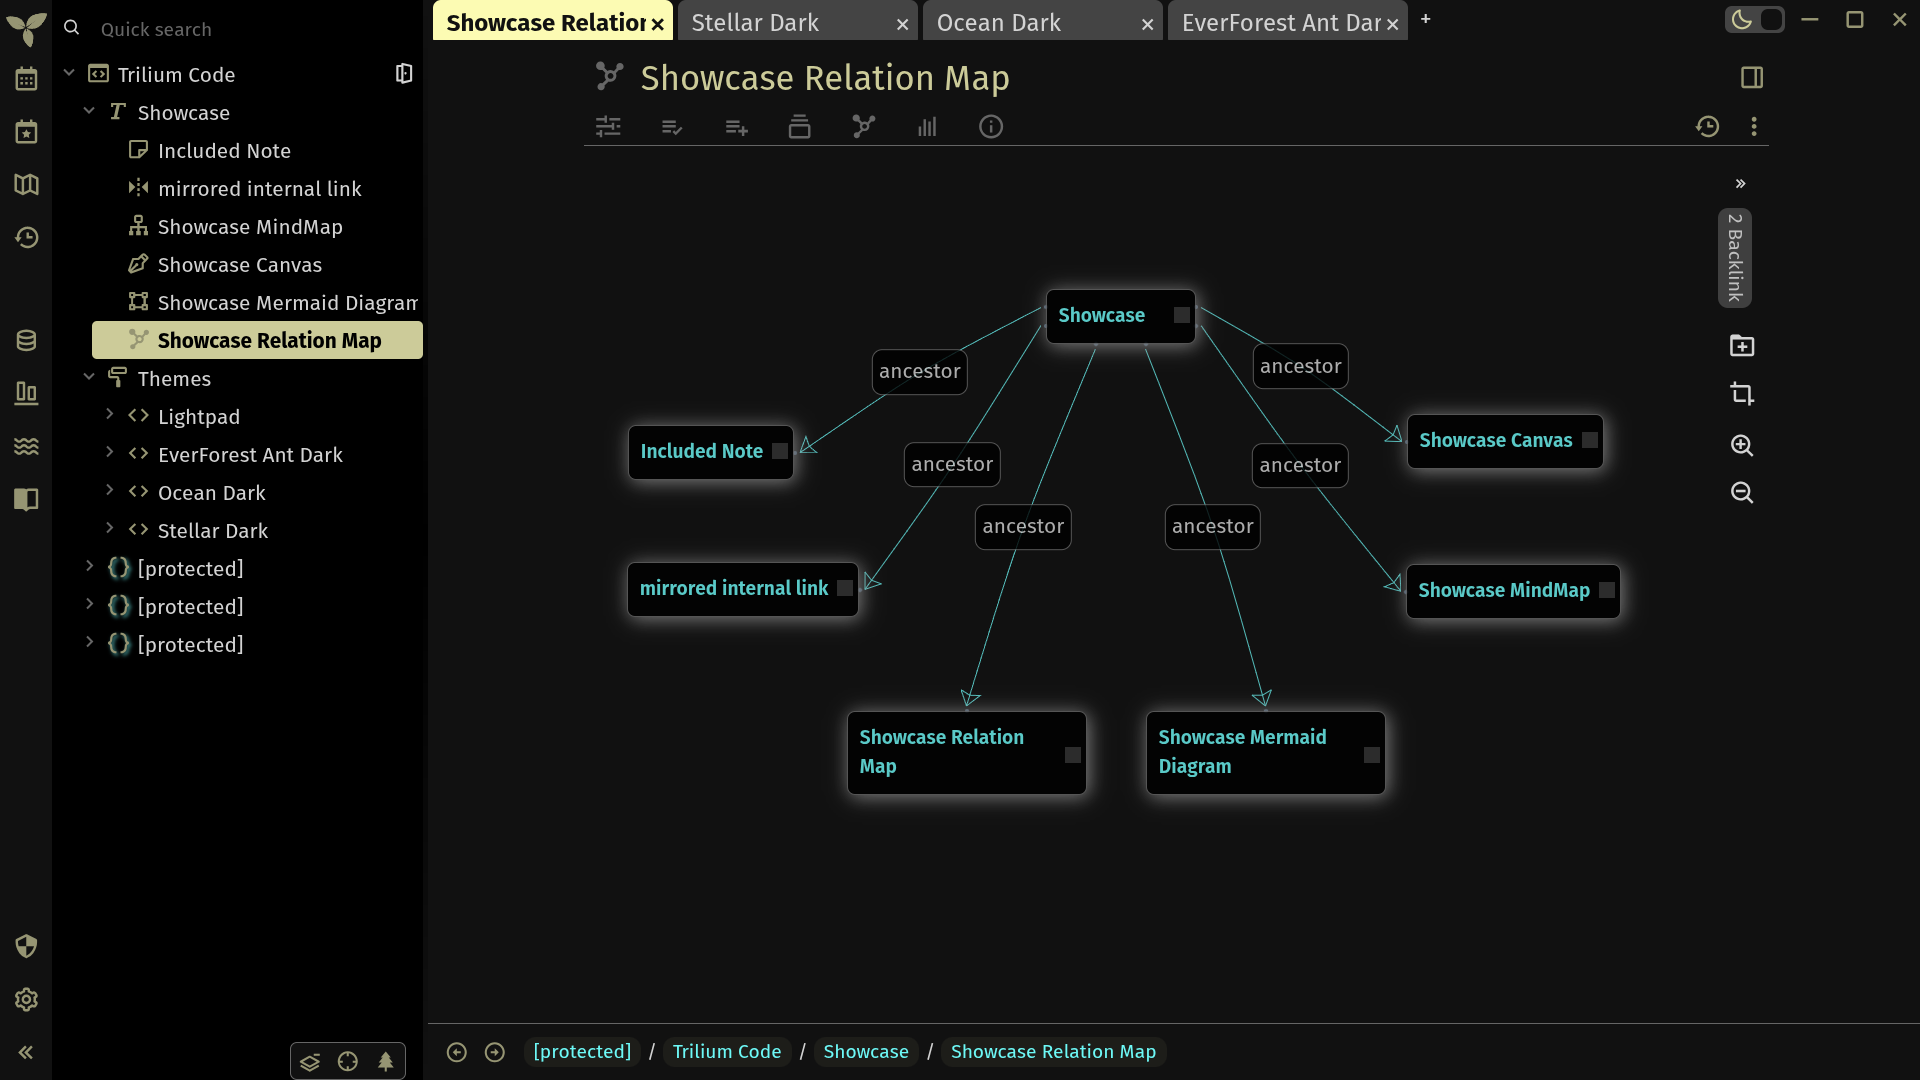 Quick search
Trilium Code
Showcase
Included Note
mirrored internal link
Showcase MindMap
Showcase Canvas
Showcase Mermaid Diagram
Showcase Relation Map
Themes
Lightpad
EverForest Ant Dark
Ocean Dark
Stellar Dark
[protected]
[protected]
[protected]
Showcase Relation
Stellar Dark
Ocean Dark
EverForest Ant Dar
Showcase Relation Map
2 Backlink
Showcase
ancestor
ancestor
Included Note
Showcase Canvas
ancestor
ancestor
ancestor
ancestor
mirrored internal link
Showcase MindMap
Showcase Relation
Map
Showcase Mermaid
Diagram
[protected] / Trilium Code / Showcase / Showcase Relation Map